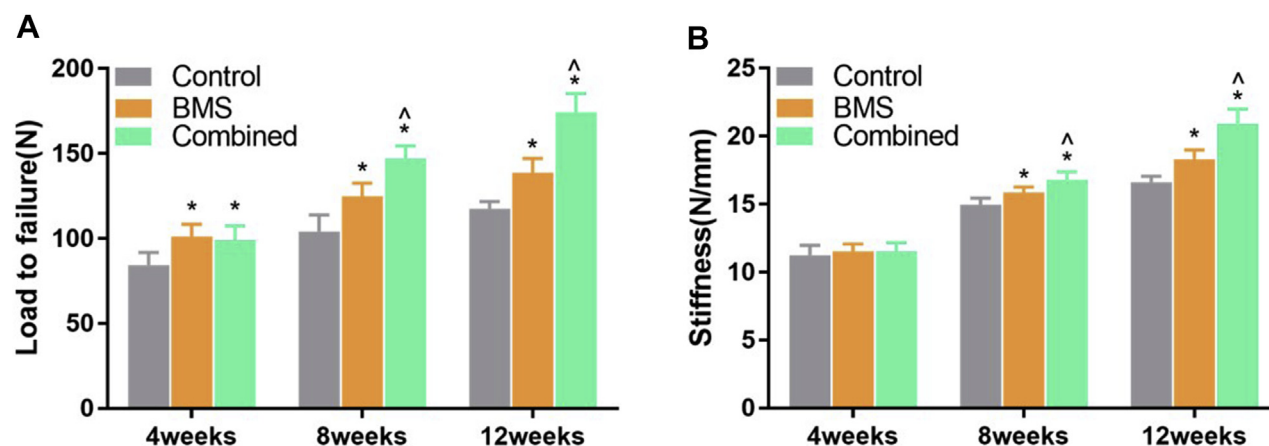 A
Load to failure(N)
200
150
100
50
0
Control
BMS
Combined
* *
* ^ *
* ^ *
4weeks 8weeks 12weeks
B
Stiffness(N/mm)
25
20
15
10
5
0
Control
BMS
Combined
* ^ *
* ^ *
4weeks 8weeks 12weeks